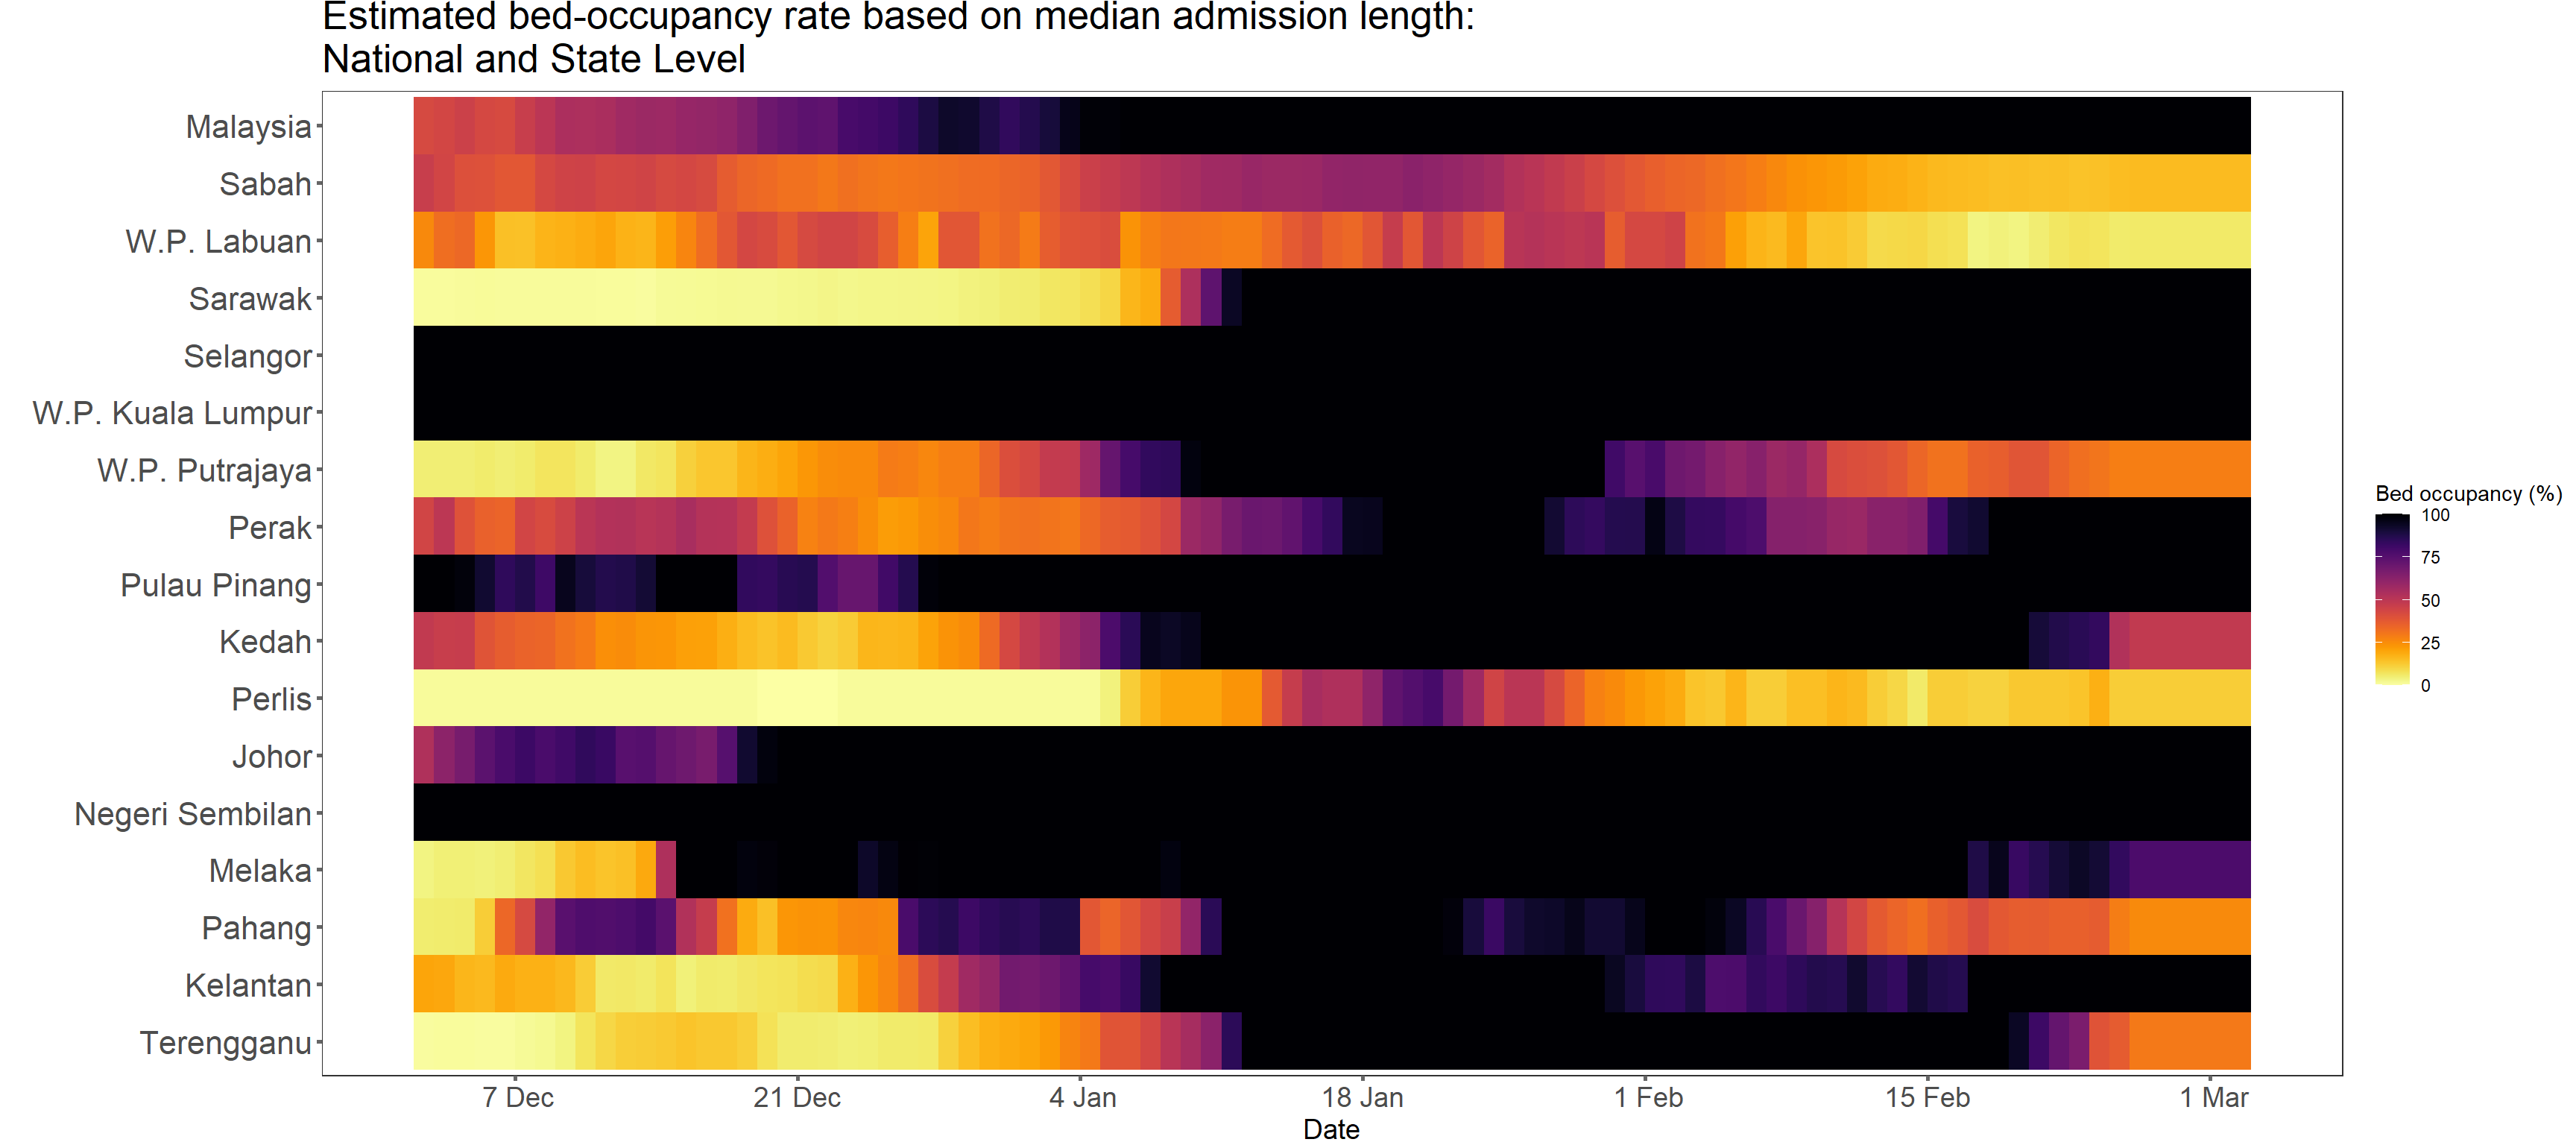 Estimated bed-occupancy rate based on median admission length:
National and State Level
Malaysia
Sabah
W.P. Labuan
Sarawak
Selangor
W.P. Kuala Lumpur
W.P. Putrajaya
Perak
Pulau Pinang
Kedah
Perlis
Johor
Negeri Sembilan
Melaka
Pahang
Kelantan
Terengganu
7 Dec
21 Dec
4 Jan
18 Jan
1 Feb
15 Feb
1 Mar
Date
Bed occupancy (%)
100
75
50
25
0